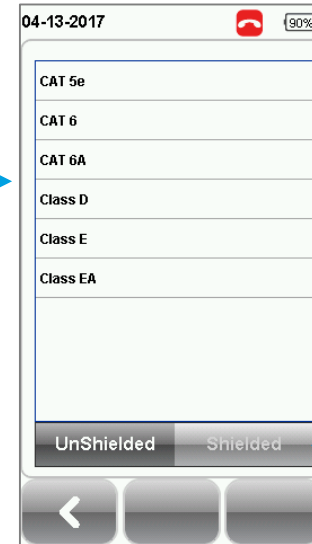 04-13-2017 90%
CAT 5e
CAT 6
CAT 6A
Class D
Class E
Class EA
UnShielded Shielded